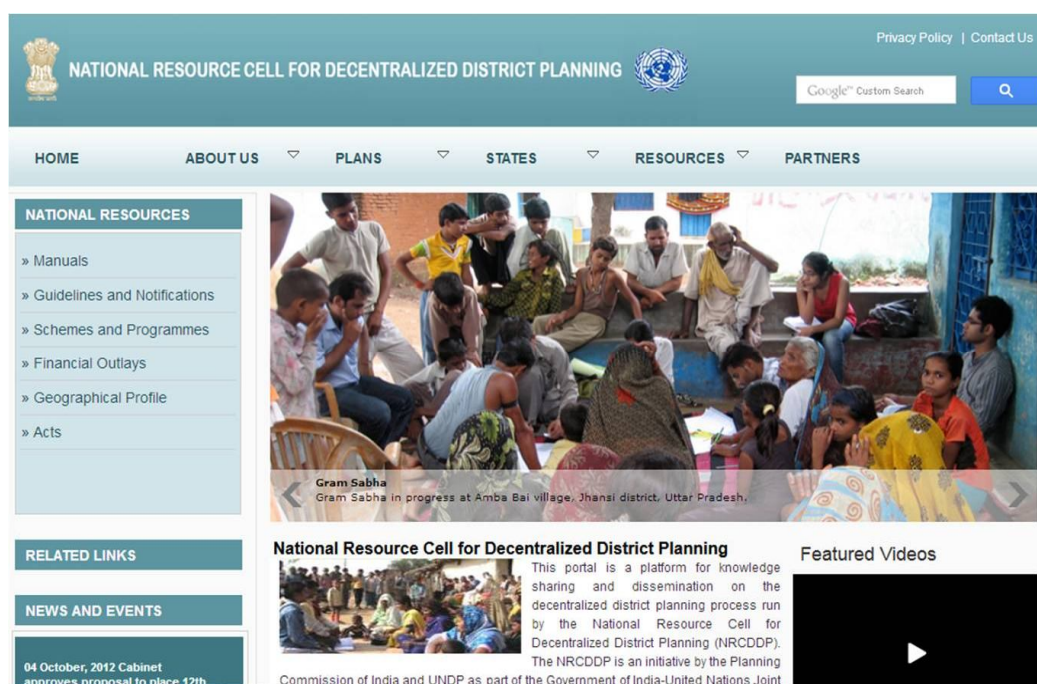 Privacy Policy | Contact Us
NATIONAL RESOURCE CELL FOR DECENTRALIZED DISTRICT PLANNING
Google™ Custom Search
HOME
ABOUT US
PLANS
STATES
RESOURCES
PARTNERS
NATIONAL RESOURCES
» Manuals
» Guidelines and Notifications
» Schemes and Programmes
» Financial Outlays
» Geographical Profile
» Acts
Gram Sabha
Gram Sabha in progress at Amba Bai village, Jhansi district, Uttar Pradesh.
RELATED LINKS
NEWS AND EVENTS
04 October, 2012 Cabinet
approves proposal to place 12th
National Resource Cell for Decentralized District Planning
This portal is a platform for knowledge
sharing and dissemination on the
decentralized district planning process run
by the National Resource Cell for
Decentralized District Planning (NRCDDP).
The NRCDDP is an initiative by the Planning
Commission of India and UNDP as part of the Government of India-United Nations Joint
Featured Videos